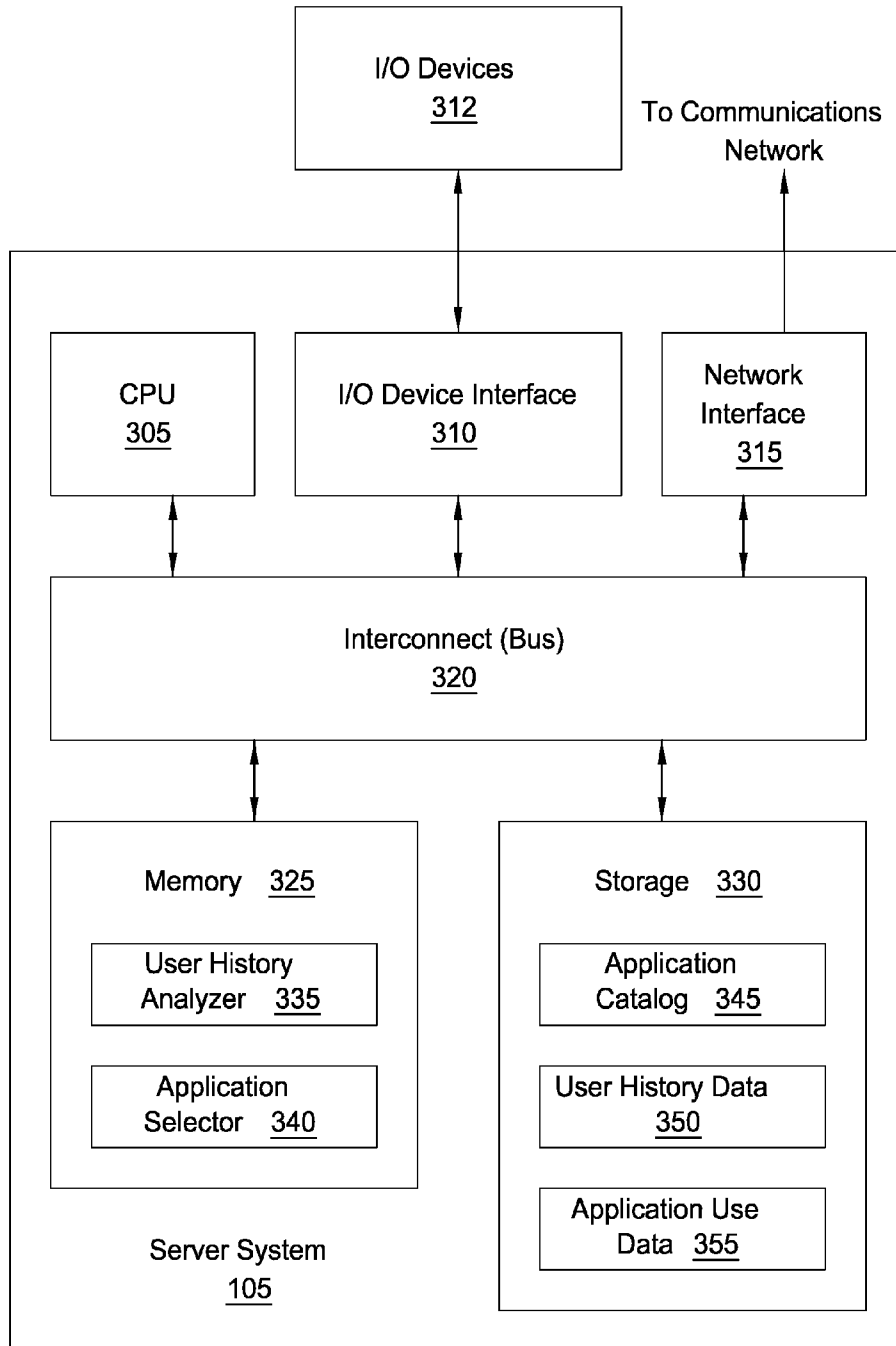 I/O Devices
312
To Communications
Network
CPU
305
I/O Device Interface
310
Network
Interface
315
Interconnect (Bus)
320
Memory 325
User History
Analyzer 335
Application
Selector 340
Server System
105
Storage 330
Application
Catalog 345
User History Data
350
Application Use
Data 355